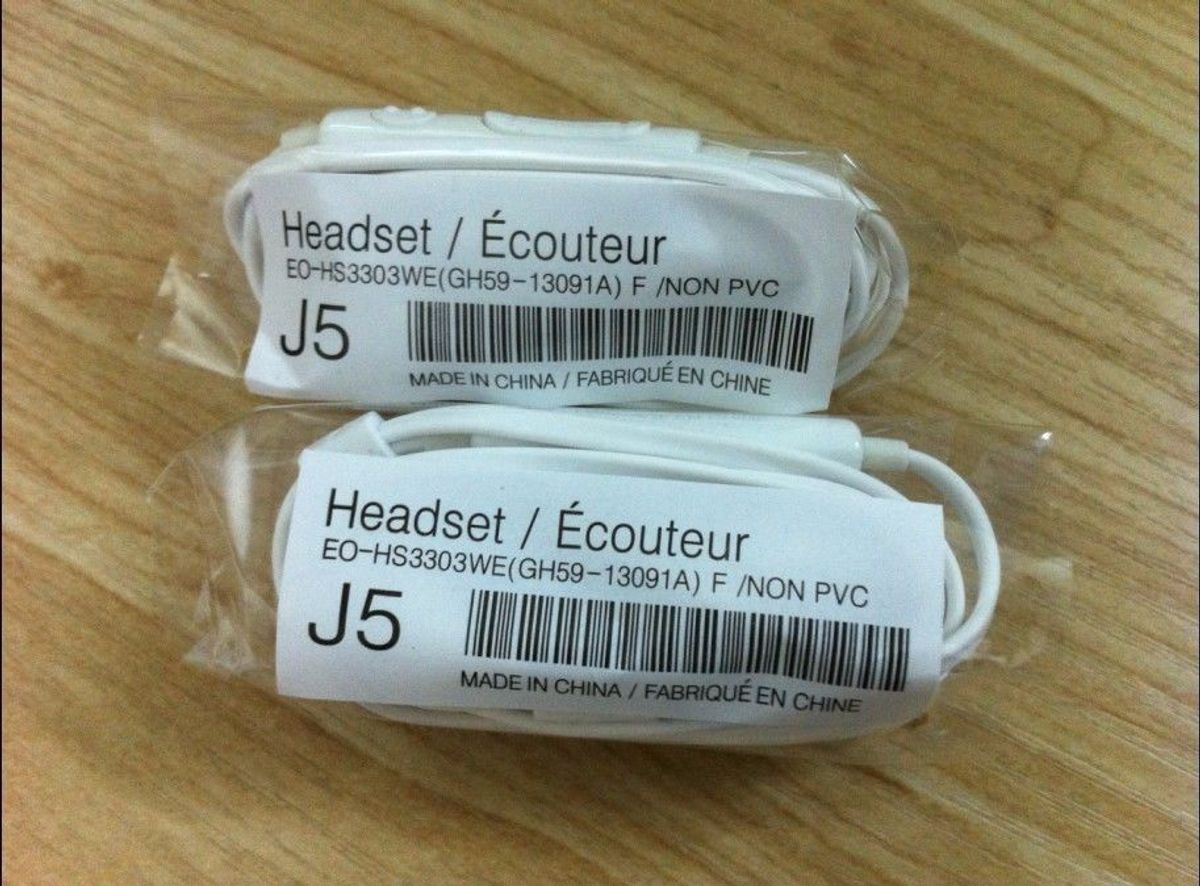 Headset / Écouteur
EO-HS3303WE(GH59-13091A) F /NON PVC
J5
MADE IN CHINA / FABRIQUÉ EN CHINE
Headset / Écouteur
EO-HS3303WE(GH59-13091A) F /NON PVC
J5
MADE IN CHINA / FABRIQUÉ EN CHINE